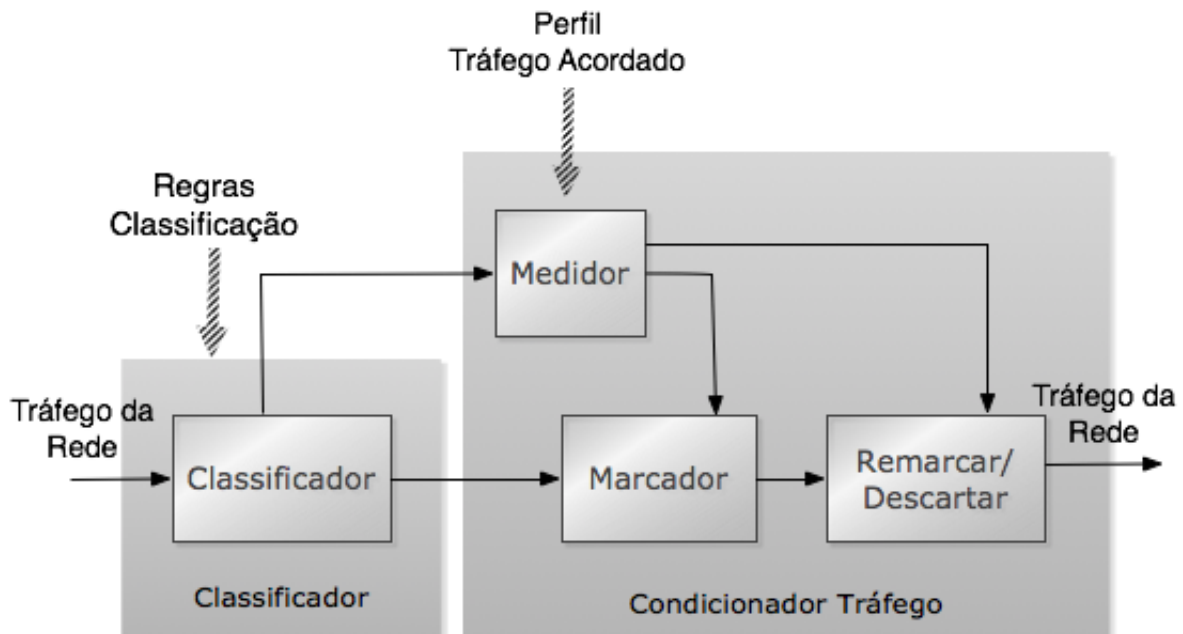 Perfil
Tráfego Acordado
Regras
Classificação
Medidor
Tráfego da
Rede
Classificador
Marcador
Remarcar/
Descartar
Tráfego da
Rede
Classificador
Condicionador Tráfego